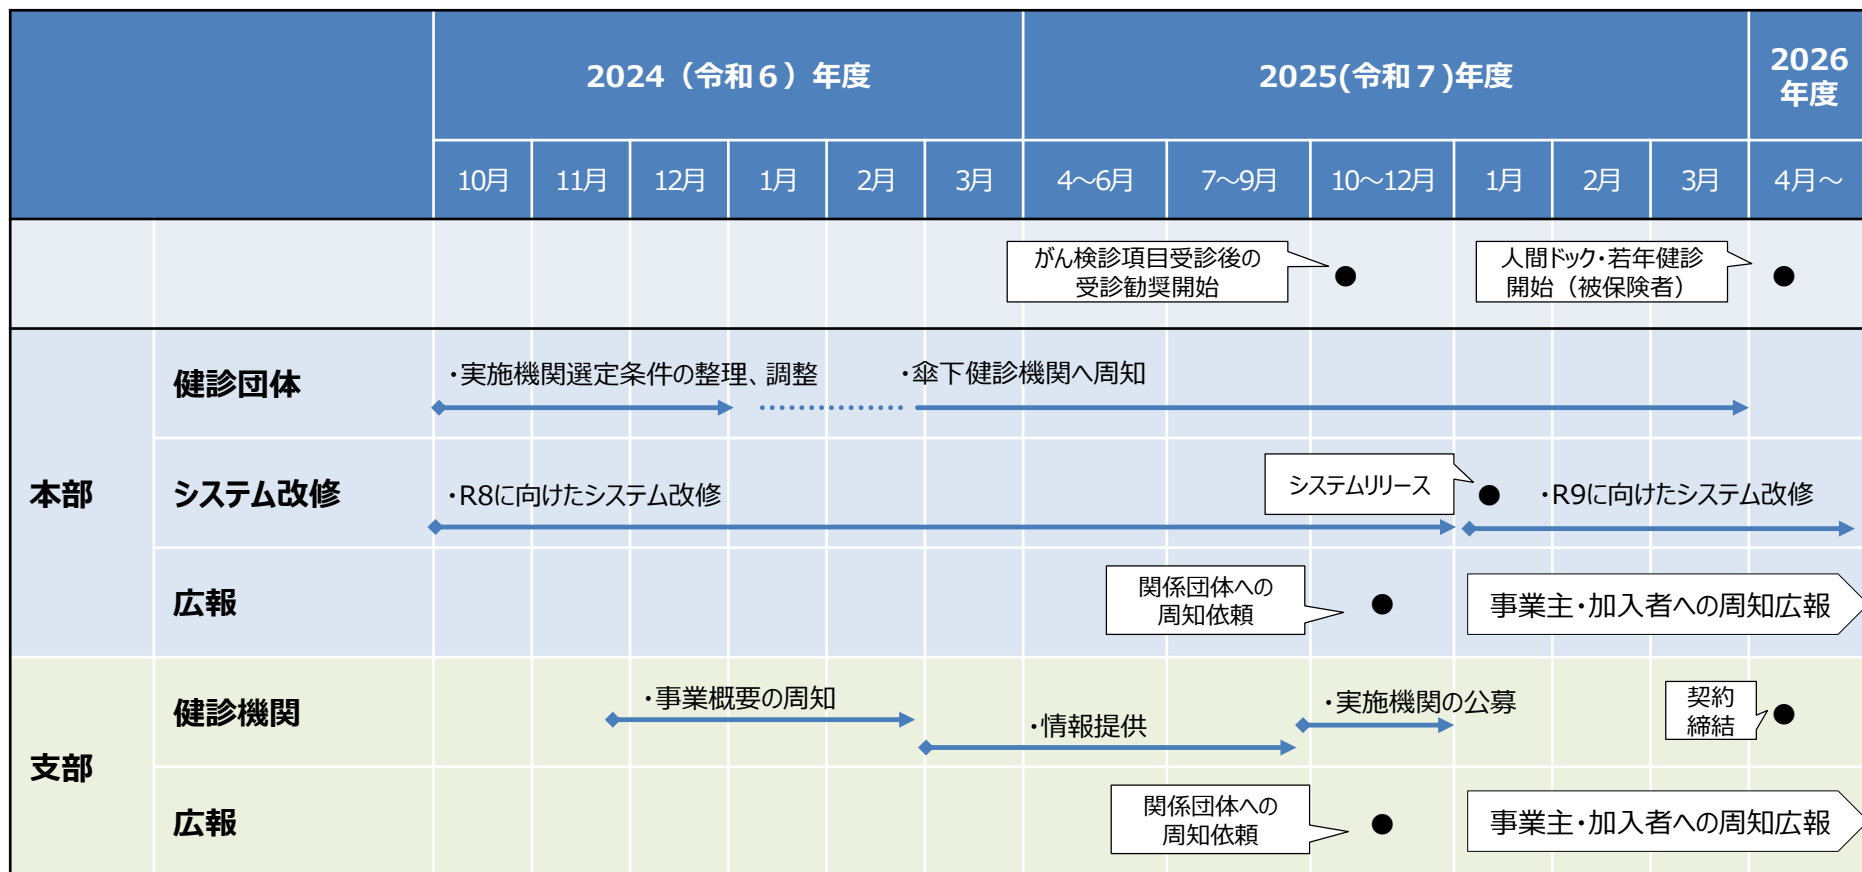 2024（令和６）年度
2025(令和７)年度
2026
年度
10月
11月
12月
1月
2月
3月
4～6月
7～9月
10～12月
1月
2月
3月
4月～
がん検診項目受診後の
受診勧奨開始
人間ドック・若年健診
開始（被保険者）
本部
健診団体
・実施機関選定条件の整理、調整
・傘下健診機関へ周知
システム改修
・R8に向けたシステム改修
システムリリース
・R9に向けたシステム改修
広報
関係団体への
周知依頼
事業主・加入者への周知広報
支部
健診機関
・事業概要の周知
・情報提供
・実施機関の公募
契約
締結
広報
関係団体への
周知依頼
事業主・加入者への周知広報